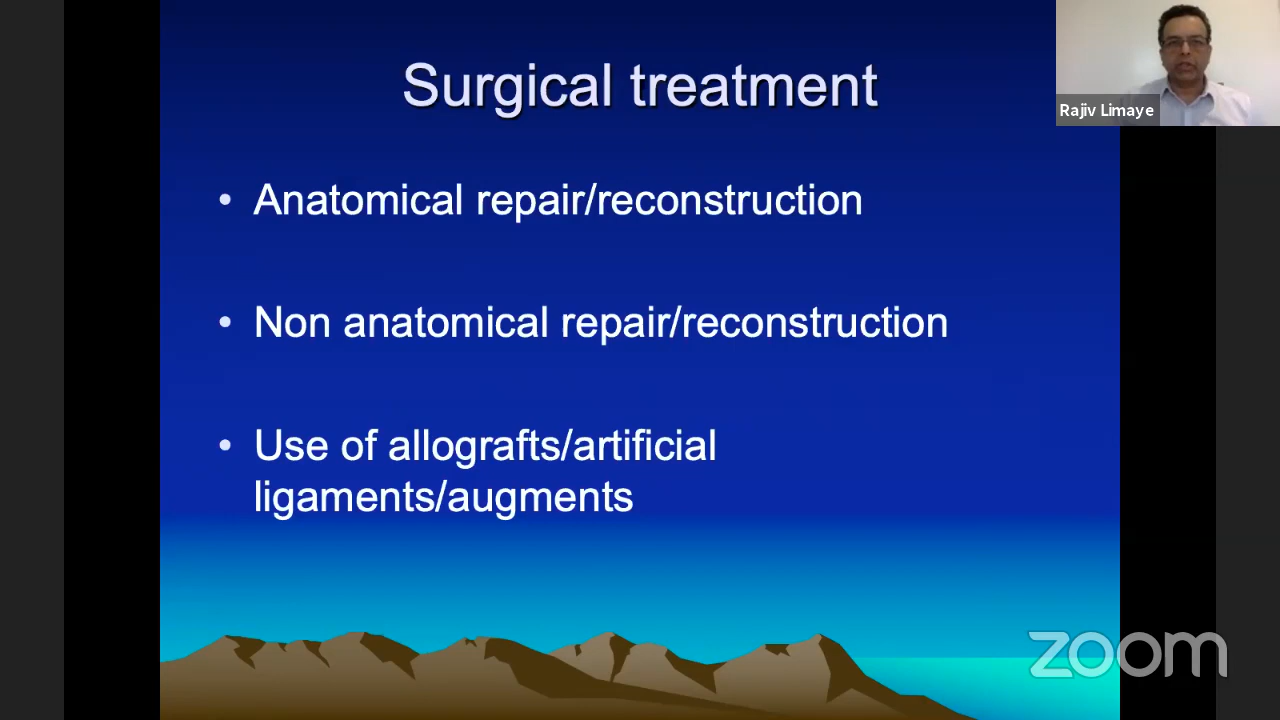 Surgical treatment
Rajiv Limaye
• Anatomical repair/reconstruction
• Non anatomical repair/reconstruction
• Use of allografts/artificial
ligaments/augments
zoom